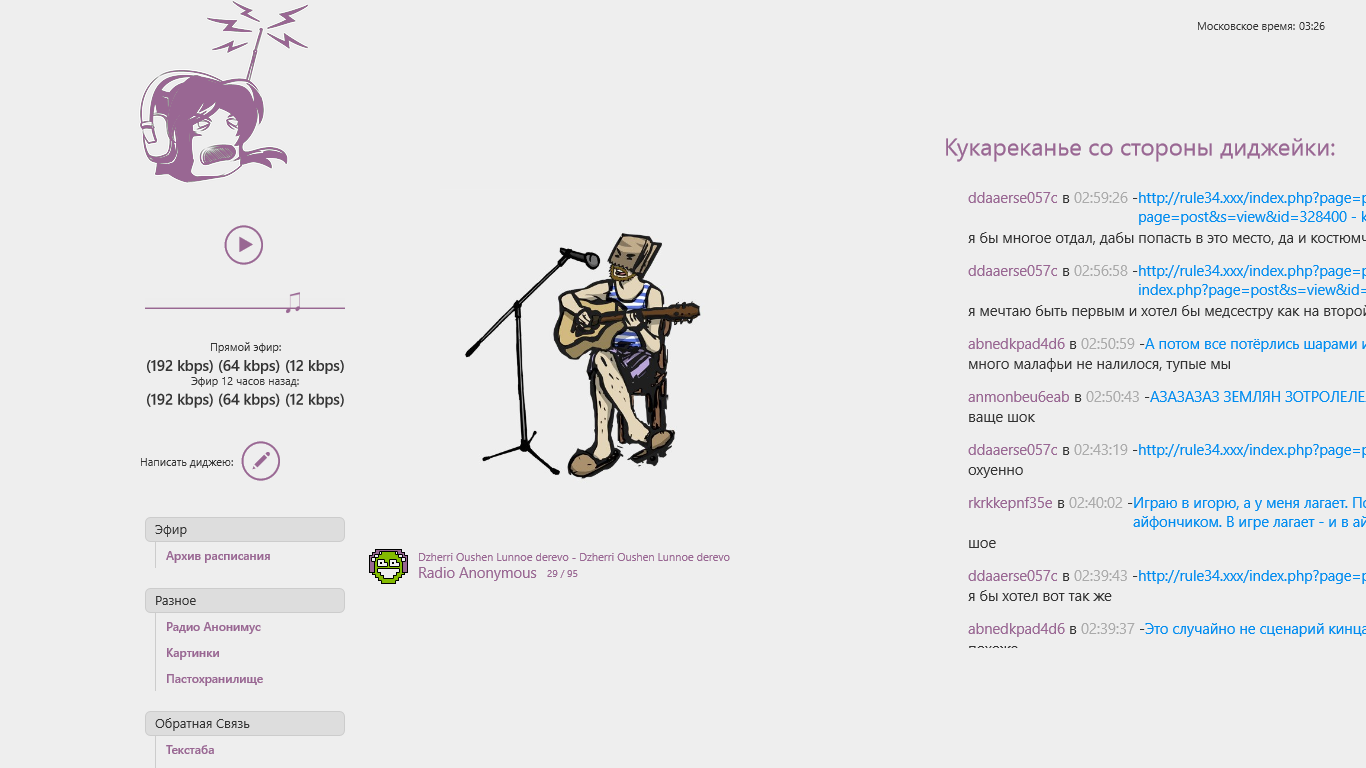 Московское время: 03:26
Кукареканье со стороны диджейки:
ddaaerse057c в 02:59:26 -http://rule34.xxx/index.php?page=p
page=post&s=view&id=328400 - k
я бы многое отдал, дабы попасть в это место, да и костюмч
ddaaerse057c в 02:56:58 -http://rule34.xxx/index.php?page=p
index.php?page=post&s=view&id=
я мечтаю быть первым и хотел бы медсестру как на второй
abnedkpad4d6 в 02:50:59 -А потом все потёрлись шарами и
много малафьи не налилося, тупые мы
anmonbeu6eab в 02:50:43 -АЗАЗАЗАЗ ЗЕМЛЯН ЗОТРОЛЕЛЕ
ваще шок
ddaaerse057c в 02:43:19 -http://rule34.xxx/index.php?page=p
охуенно
rkrkkepnf35e в 02:40:02 -Играю в игорю, а у меня лагает. По
айфончиком. В игре лагает - и в ай
шое
ddaaerse057c в 02:39:43 -http://rule34.xxx/index.php?page=p
я бы хотел вот так же
abnedkpad4d6 в 02:39:37 -Это случайно не сценарий кинца
похоже
Прямой эфир:
(192 kbps) (64 kbps) (12 kbps)
Эфир 12 часов назад:
(192 kbps) (64 kbps) (12 kbps)
Написать диджею:
Эфир
Архив расписания
Разное
Радио Анонимус
Картинки
Пастохранилище
Обратная Связь
Текстаба
Dzherri Oushen Lunnoe derevo - Dzherri Oushen Lunnoe derevo
Radio Anonymous 29 / 95